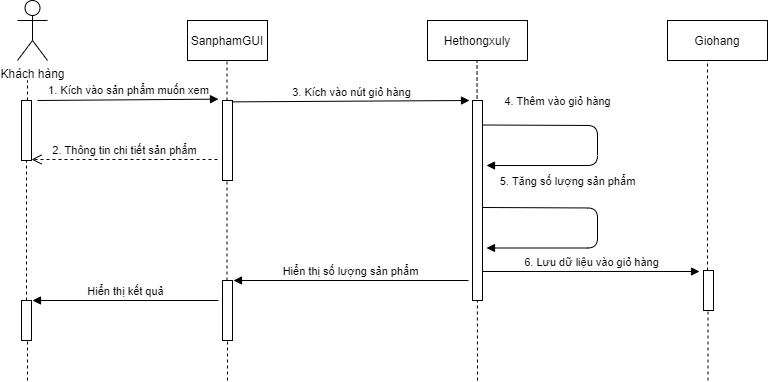 SanphamGUI
Hethongxuly
Giohang
Khách hàng
1. Kích vào sản phẩm muốn xem
3. Kích vào nút giỏ hàng
4. Thêm vào giỏ hàng
2. Thông tin chi tiết sản phẩm
5. Tăng số lượng sản phẩm
6. Lưu dữ liệu vào giỏ hàng
Hiển thị số lượng sản phẩm
Hiển thị kết quả